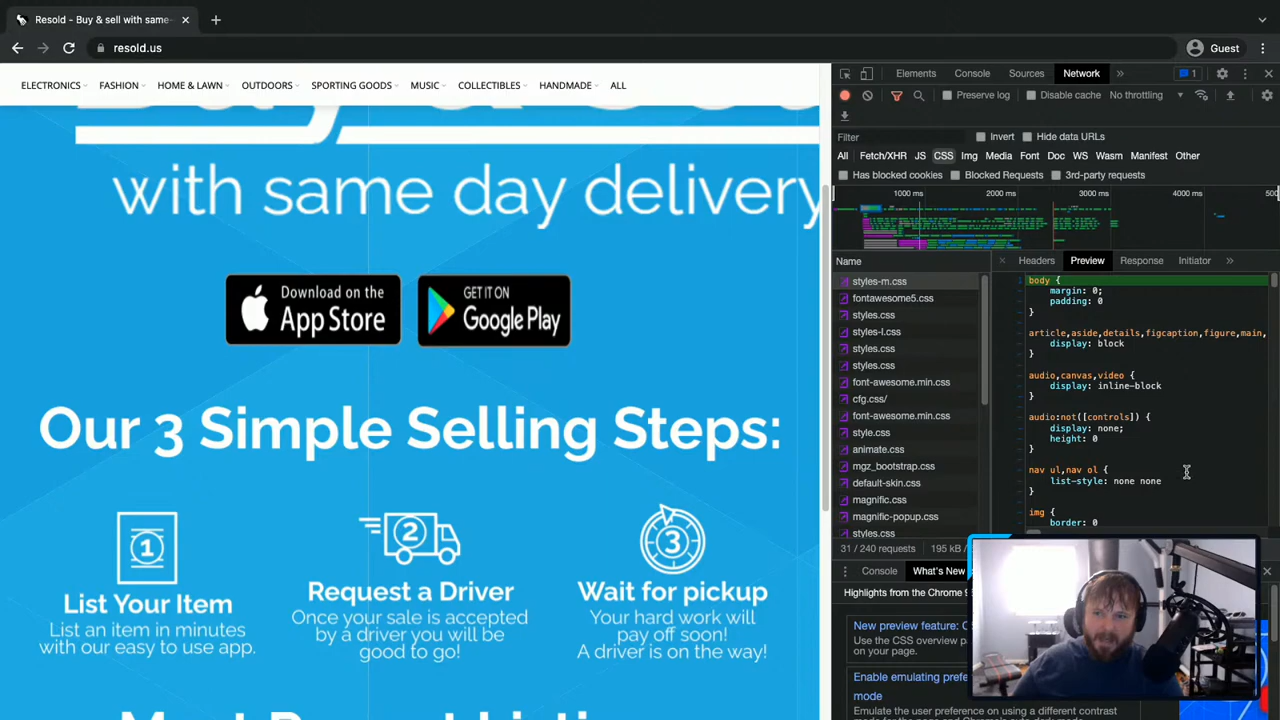 Resold - Buy & sell with same-
resold.us
Guest
ELECTRONICS FASHION HOME & LAWN OUTDOORS SPORTING GOODS MUSIC COLLECTIBLES HANDMADE ALL
with same day delivery
Download on the
App Store
GET IT ON
Google Play
Our 3 Simple Selling Steps:
1
2
3
List Your Item
List an item in minutes
with our easy to use app.
Request a Driver
Once your sale is accepted
by a driver you will be
good to go!
Wait for pickup
Your hard work will
pay off soon!
A driver is on the way!
Elements Console Sources Network » 1
Preserve log Disable cache No throttling
Filter Invert Hide data URLs
All Fetch/XHR JS CSS Img Media Font Doc WS Wasm Manifest Other
Has blocked cookies Blocked Requests 3rd-party requests
1000 ms 2000 ms 3000 ms 4000 ms 500
Name
styles-m.css
fontawesome5.css
styles.css
styles-l.css
styles.css
styles.css
font-awesome.min.css
cfg.css/
font-awesome.min.css
style.css
animate.css
mgz_bootstrap.css
default-skin.css
magnific.css
magnific-popup.css
styles.css
Headers Preview Response Initiator »
1 body {
margin: 0;
padding: 0
}
article,aside,details,figcaption,figure,main,
display: block
}
audio,canvas,video {
display: inline-block
}
audio:not([controls]) {
display: none;
height: 0
}
nav ul,nav ol {
list-style: none none
}
img {
border: 0
31 / 240 requests 195 kB /
Console What's New
Highlights from the Chrome 9
New preview feature: C
Use the CSS overview pa
on your page.
Enable emulating prefe
mode
Emulate the user preference on using a different contrast